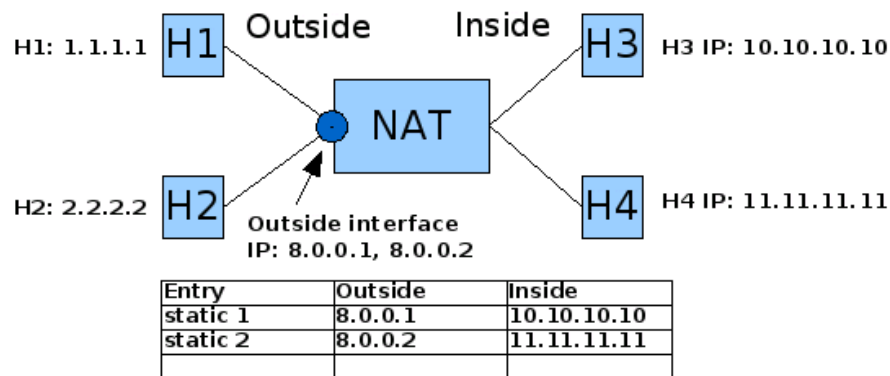 Outside Inside
H1: 1.1.1.1 H1 H3 H3 IP: 10.10.10.10
NAT
H2: 2.2.2.2 H2 H4 H4 IP: 11.11.11.11
Outside interface
IP: 8.0.0.1, 8.0.0.2
Entry Outside Inside
static 1 8.0.0.1 10.10.10.10
static 2 8.0.0.2 11.11.11.11